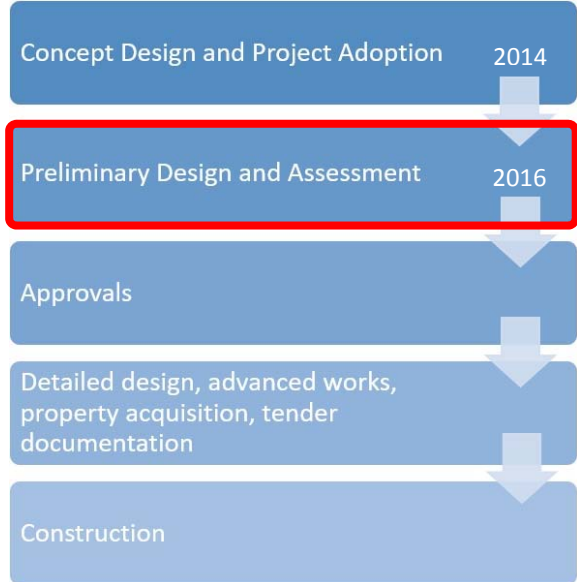 Concept Design and Project Adoption 2014
Preliminary Design and Assessment 2016
Approvals
Detailed design, advanced works,
property acquisition, tender
documentation
Construction